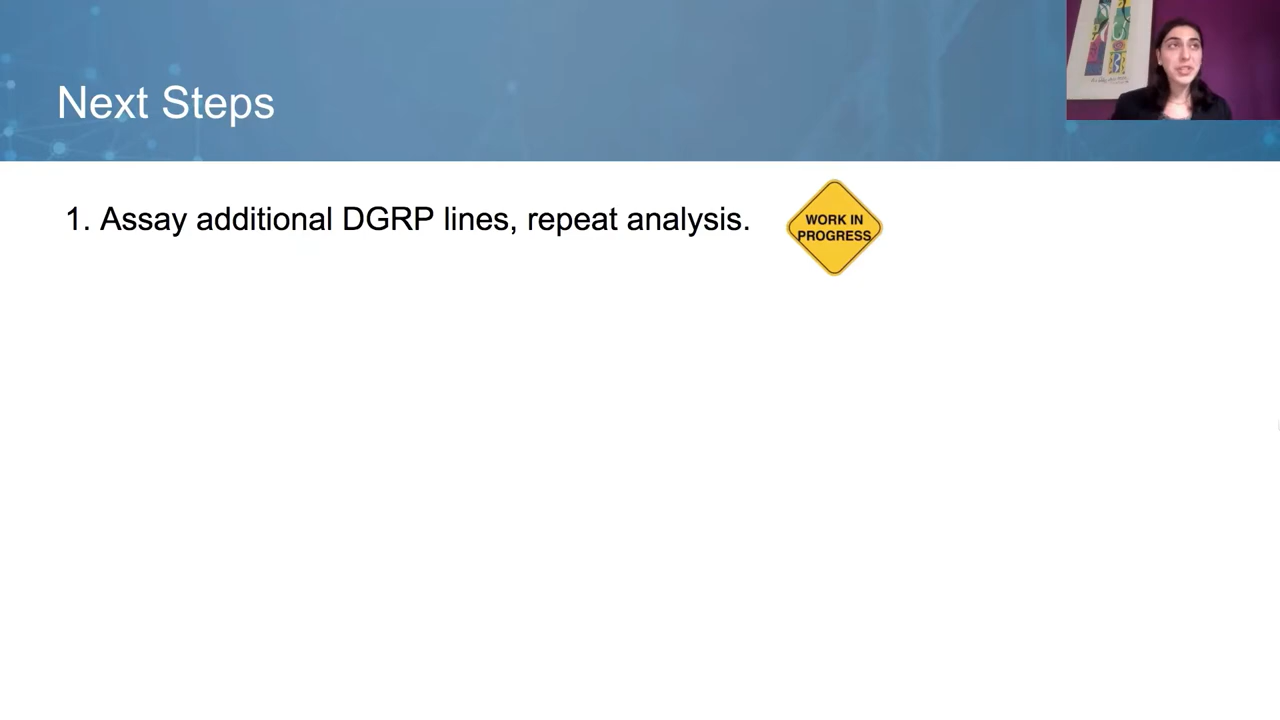 Next Steps
1. Assay additional DGRP lines, repeat analysis.
WORK IN
PROGRESS